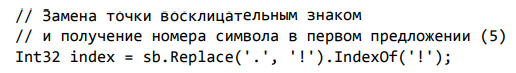 // Замена точки восклицательным знаком
// и получение номера символа в первом предложении (5)
Int32 index = sb.Replace('.', '!').IndexOf('!');